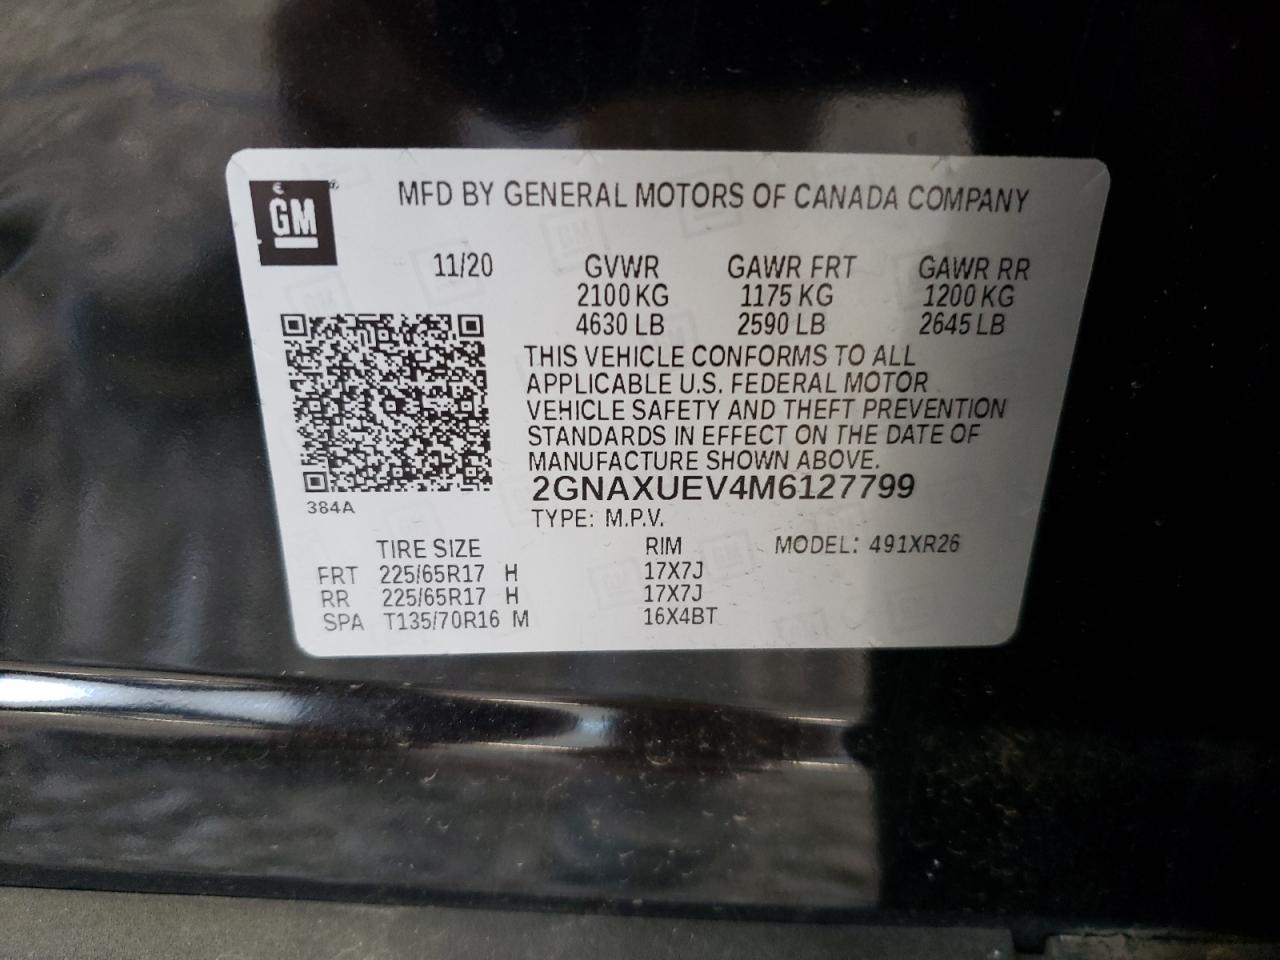 GM
MFD BY GENERAL MOTORS OF CANADA COMPANY
11/20 GVWR GAWR FRT GAWR RR
2100 KG 1175 KG 1200 KG
4630 LB 2590 LB 2645 LB
THIS VEHICLE CONFORMS TO ALL
APPLICABLE U.S. FEDERAL MOTOR
VEHICLE SAFETY AND THEFT PREVENTION
STANDARDS IN EFFECT ON THE DATE OF
MANUFACTURE SHOWN ABOVE.
2GNAXUEV4M6127799
384A
TYPE: M.P.V.
TIRE SIZE RIM MODEL: 491XR26
FRT 225/65R17 H 17X7J
RR 225/65R17 H 17X7J
SPA T135/70R16 M 16X4BT